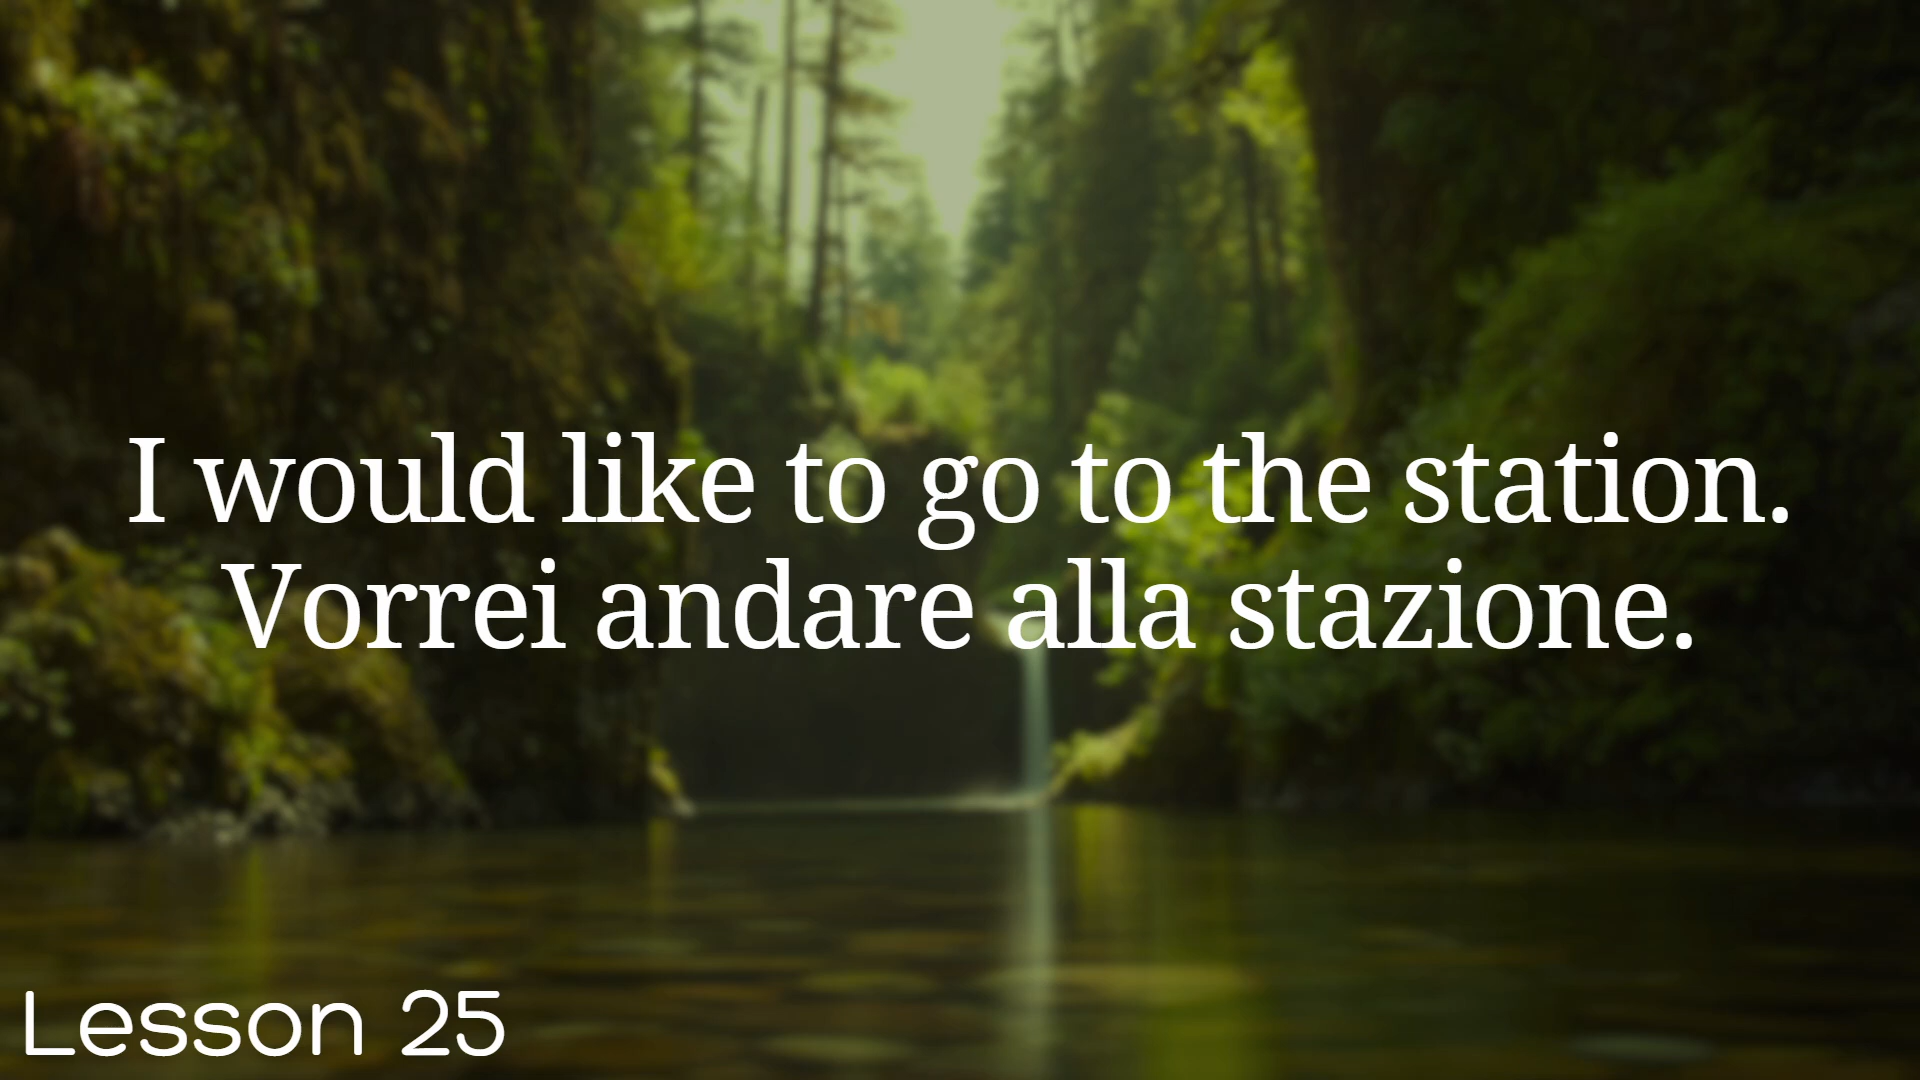 I would like to go to the station.
Vorrei andare alla stazione.
Lesson 25